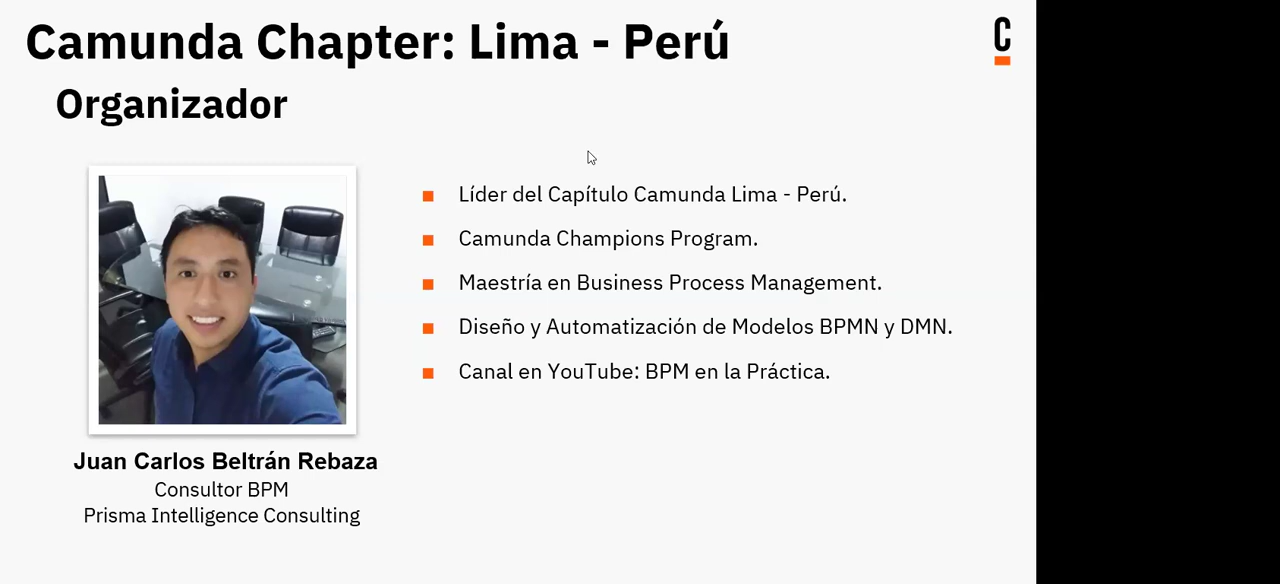 Camunda Chapter: Lima - Perú
C
Organizador
Líder del Capítulo Camunda Lima - Perú.
Camunda Champions Program.
Maestría en Business Process Management.
Diseño y Automatización de Modelos BPMN y DMN.
Canal en YouTube: BPM en la Práctica.
Juan Carlos Beltrán Rebaza
Consultor BPM
Prisma Intelligence Consulting